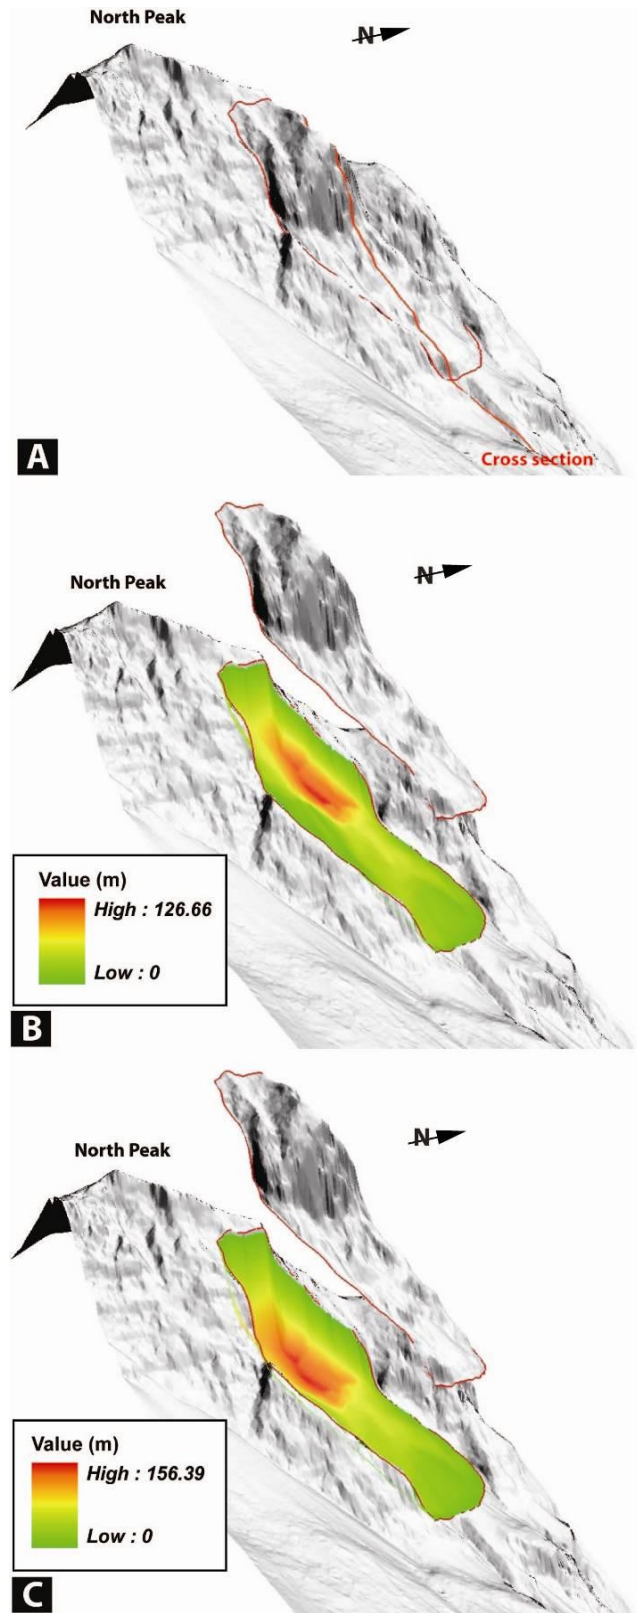 North Peak
N
A
Cross section
North Peak
N
Value (m)
High : 126.66
Low : 0
B
North Peak
N
Value (m)
High : 156.39
Low : 0
C